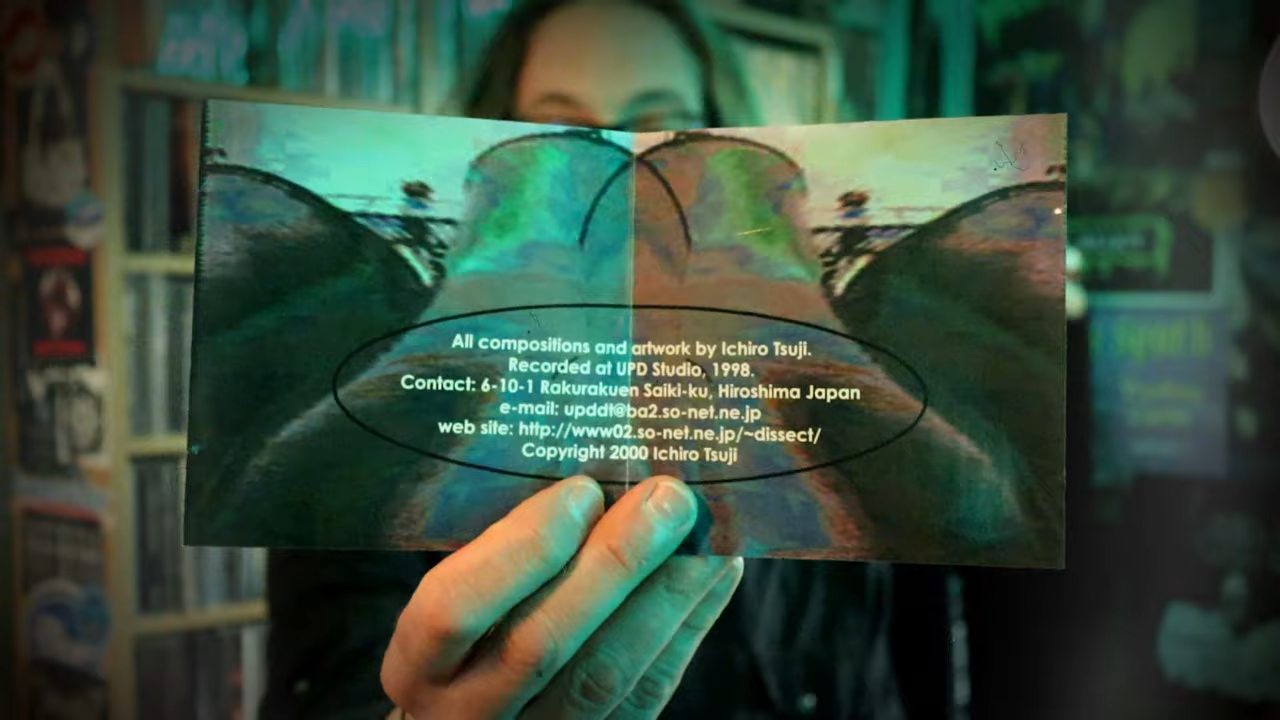 All compositions and artwork by Ichiro Tsuji.
Recorded at UPD Studio, 1998.
Contact: 6-10-1 Rakurakuen Saiki-ku, Hiroshima Japan
e-mail: upddt@ba2.so-net.ne.jp
web site: http://www02.so-net.ne.jp/~dissect/
Copyright 2000 Ichiro Tsuji